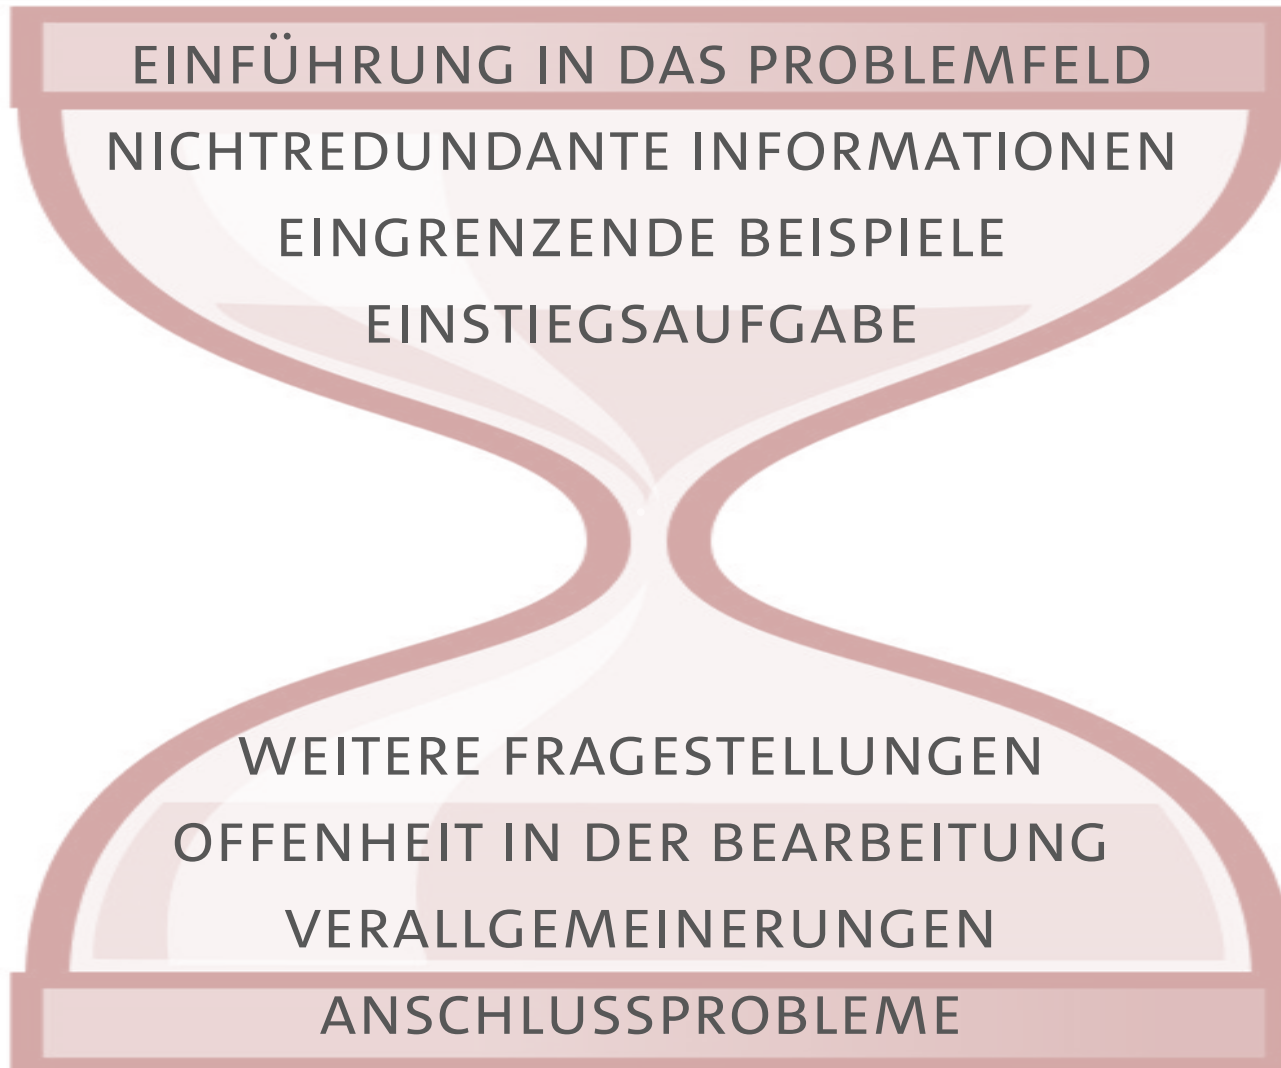 EINFÜHRUNG IN DAS PROBLEMFELD
NICHTREDUNDANTE INFORMATIONEN
EINGRENZENDE BEISPIELE
EINSTIEGSAUFGABE
WEITERE FRAGESTELLUNGEN
OFFENHEIT IN DER BEARBEITUNG
VERALLGEMEINERUNGEN
ANSCHLUSSPROBLEME